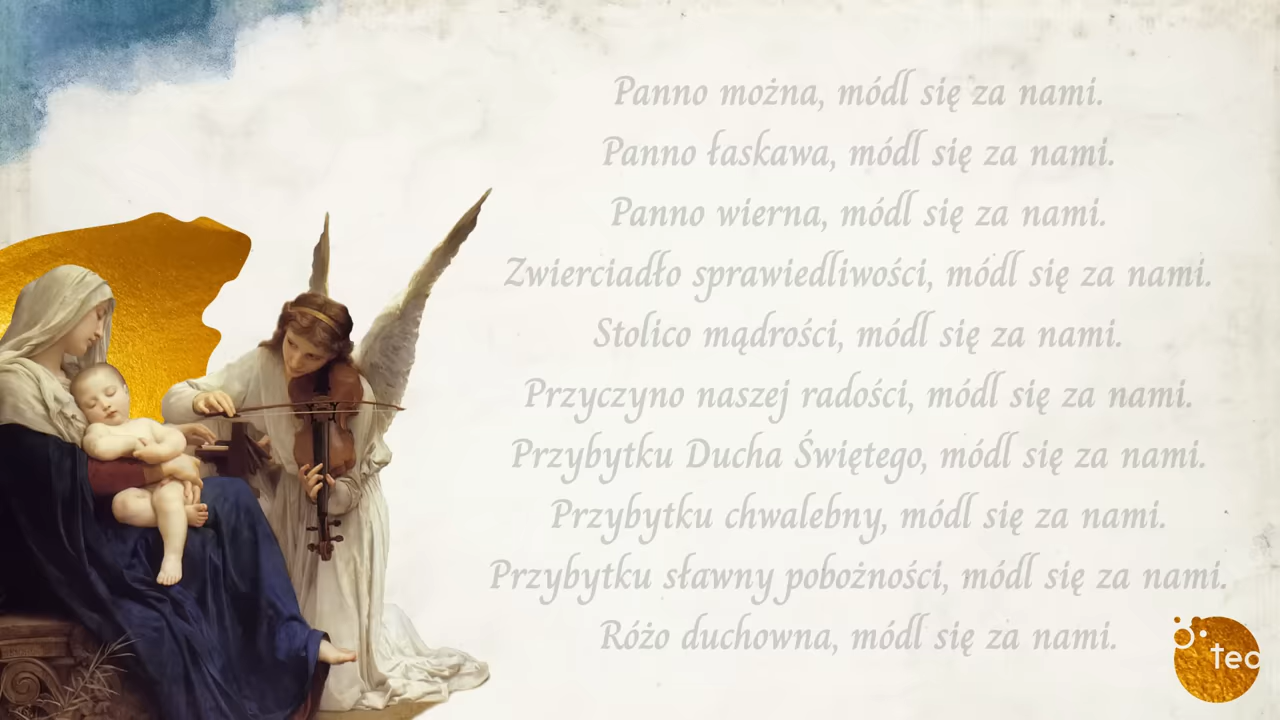 Panno można, módl się za nami.
Panno łaskawa, módl się za nami.
Panno wierna, módl się za nami.
Zwierciadło sprawiedliwości, módl się za nami.
Stolico mądrości, módl się za nami.
Przyczyno naszej radości, módl się za nami.
Przybytku Ducha Świętego, módl się za nami.
Przybytku chwalebny, módl się za nami.
Przybytku sławny pobożności, módl się za nami.
Różo duchowna, módl się za nami.
teo